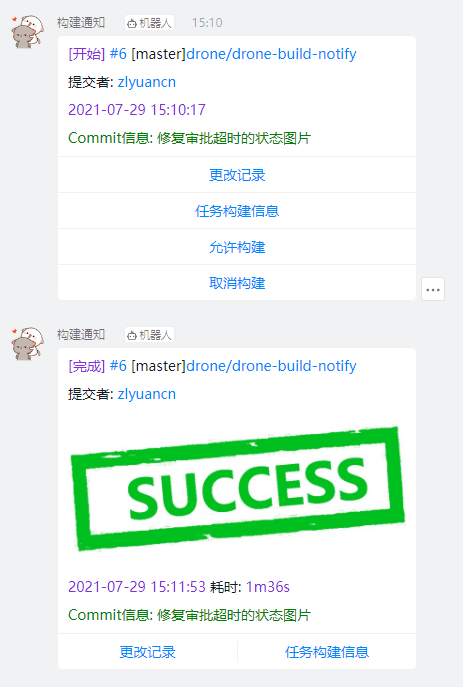 构建通知 机器人 15:10
[开始] #6 [master]drone/drone-build-notify
提交者: zlyuancn
2021-07-29 15:10:17
Commit信息: 修复审批超时的状态图片
更改记录
任务构建信息
允许构建
取消构建
构建通知 机器人
[完成] #6 [master]drone/drone-build-notify
提交者: zlyuancn
SUCCESS
2021-07-29 15:11:53 耗时: 1m36s
Commit信息: 修复审批超时的状态图片
更改记录 任务构建信息